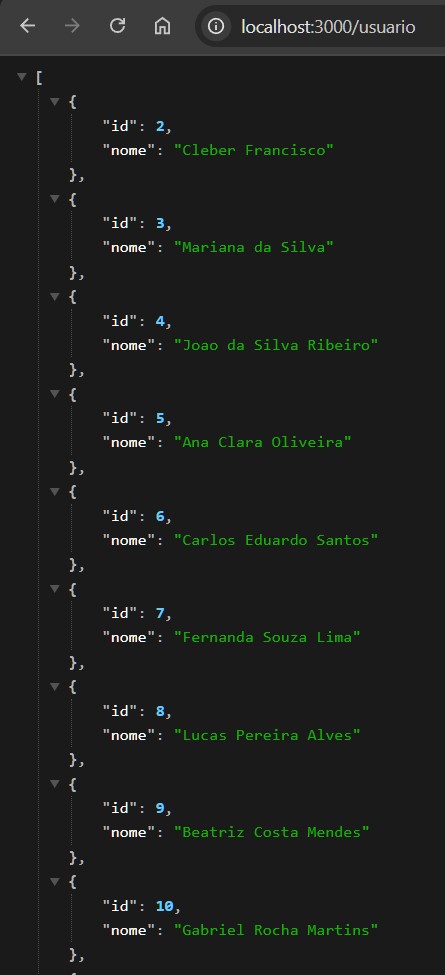 localhost:3000/usuario
[
{
"id": 2,
"nome": "Cleber Francisco"
},
{
"id": 3,
"nome": "Mariana da Silva"
},
{
"id": 4,
"nome": "Joao da Silva Ribeiro"
},
{
"id": 5,
"nome": "Ana Clara Oliveira"
},
{
"id": 6,
"nome": "Carlos Eduardo Santos"
},
{
"id": 7,
"nome": "Fernanda Souza Lima"
},
{
"id": 8,
"nome": "Lucas Pereira Alves"
},
{
"id": 9,
"nome": "Beatriz Costa Mendes"
},
{
"id": 10,
"nome": "Gabriel Rocha Martins"
},